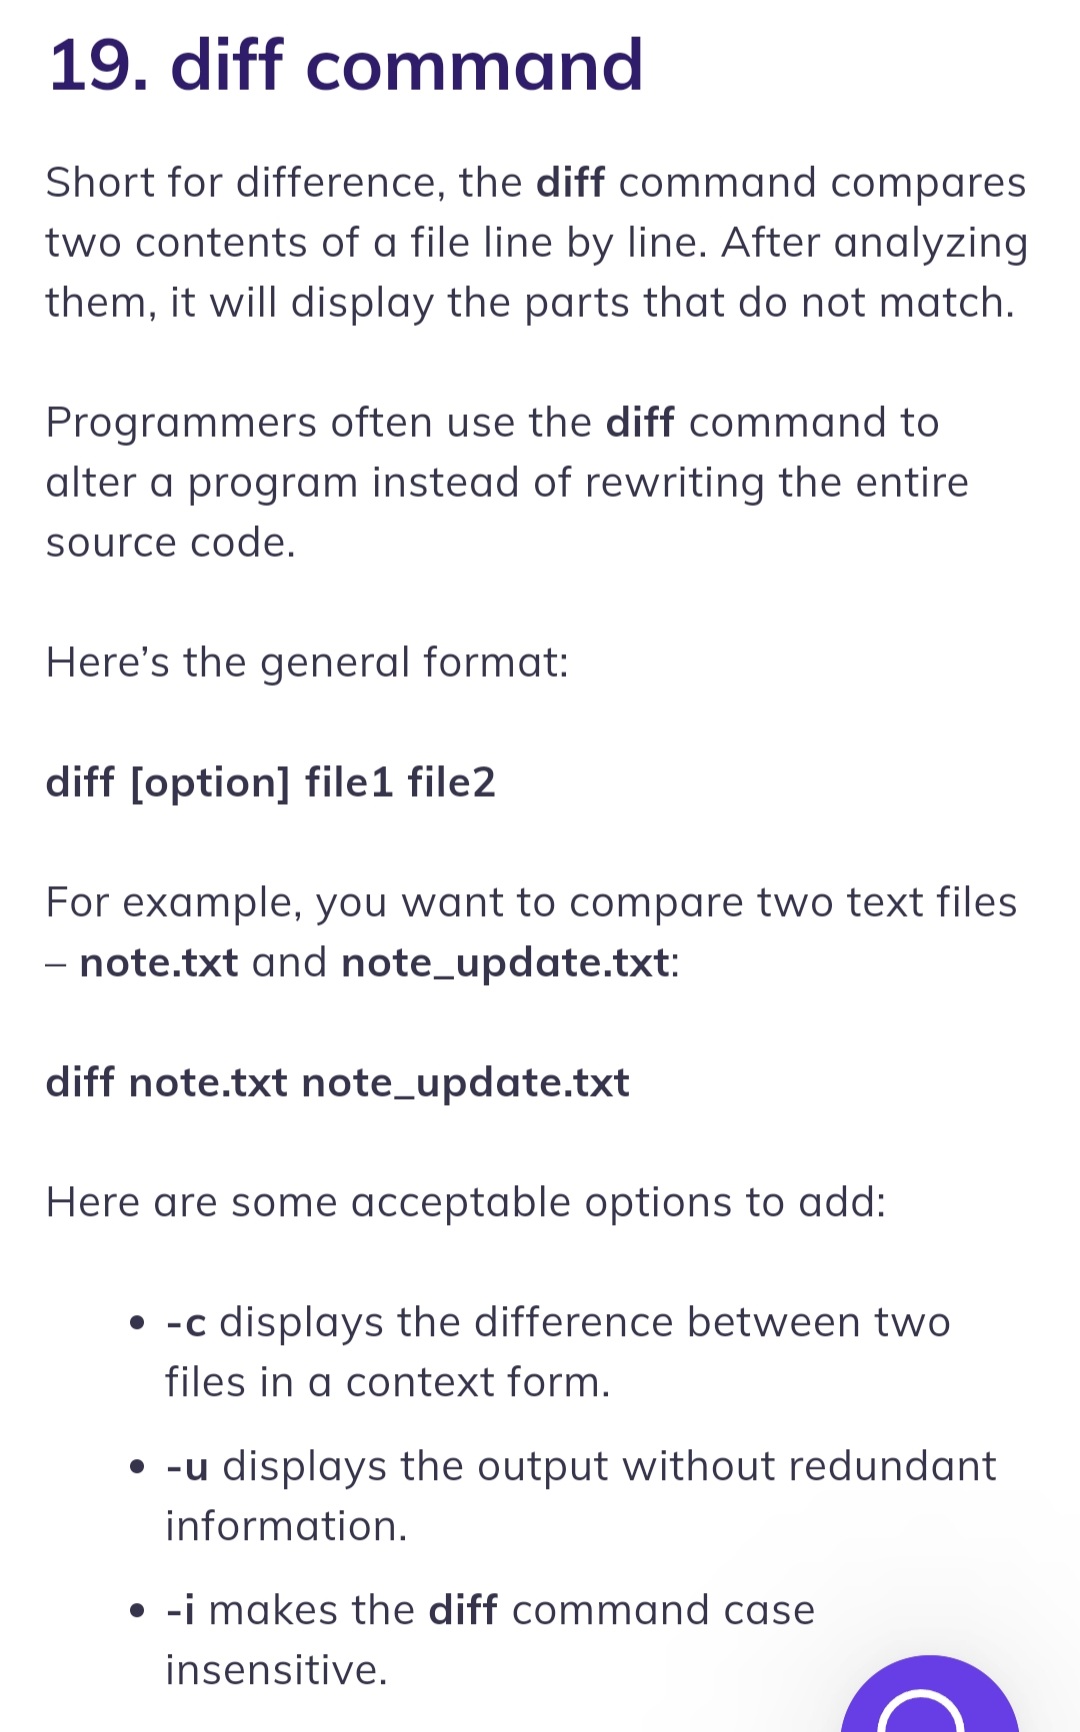 19. diff command
Short for difference, the diff command compares
two contents of a file line by line. After analyzing
them, it will display the parts that do not match.
Programmers often use the diff command to
alter a program instead of rewriting the entire
source code.
Here’s the general format:
diff [option] file1 file2
For example, you want to compare two text files
– note.txt and note_update.txt:
diff note.txt note_update.txt
Here are some acceptable options to add:
• -c displays the difference between two
files in a context form.
• -u displays the output without redundant
information.
• -i makes the diff command case
insensitive.